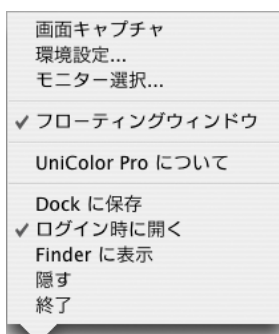 画面キャプチャ
環境設定...
モニター選択...
フローティングウィンドウ
UniColor Pro について
Dock に保存
ログイン時に開く
Finder に表示
隠す
終了